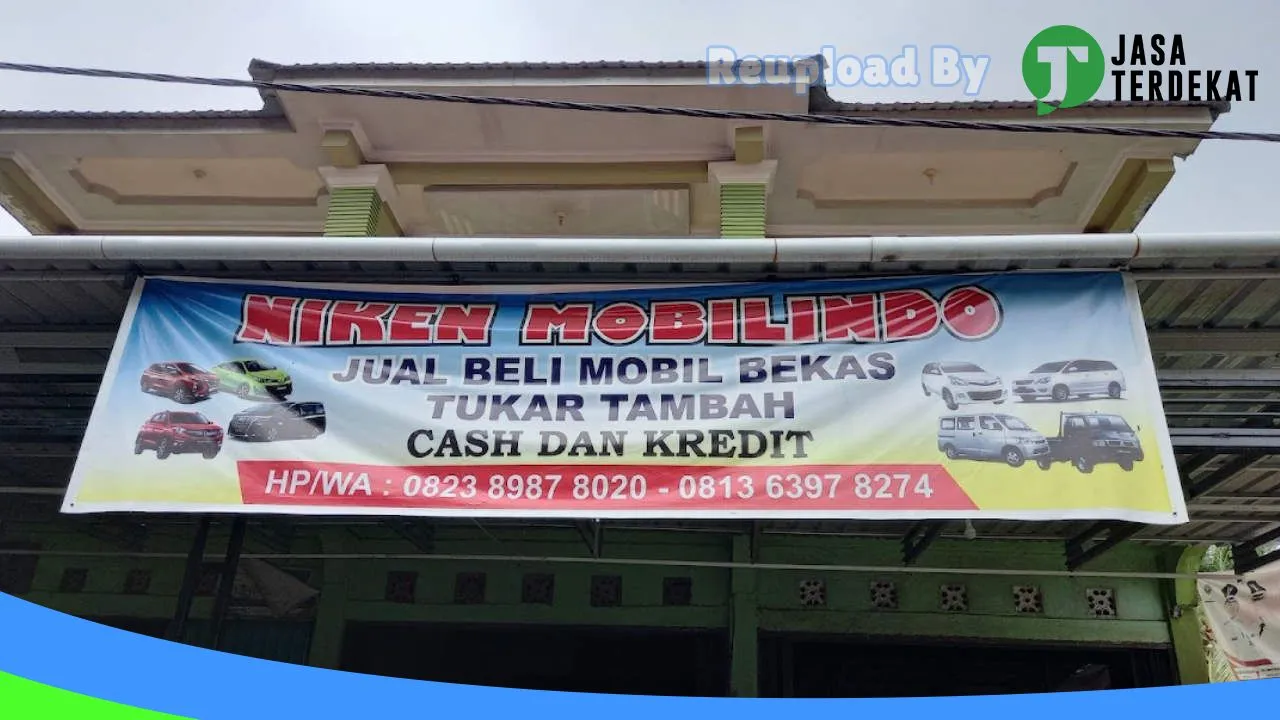 Reupload By
JASA
TERDEKAT
NIKEN MOBILINDO
JUAL BELI MOBIL BEKAS
TUKAR TAMBAH
CASH DAN KREDIT
HP/WA : 0823 8987 8020 - 0813 6397 8274